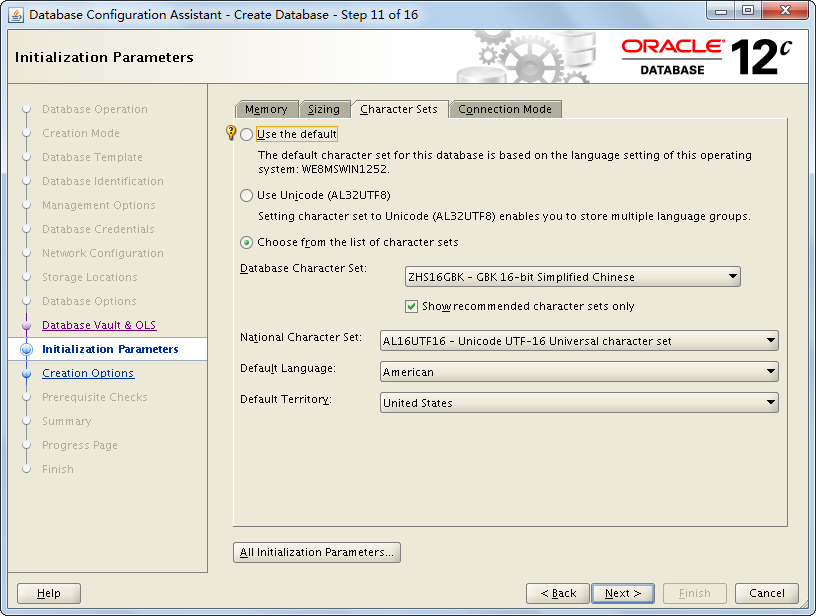 Database Configuration Assistant - Create Database - Step 11 of 16
Initialization Parameters
ORACLE®
DATABASE
12c
Database Operation
Creation Mode
Database Template
Database Identification
Management Options
Database Credentials
Network Configuration
Storage Locations
Database Options
Database Vault & OLS
Initialization Parameters
Creation Options
Prerequisite Checks
Summary
Progress Page
Finish
Memory
Sizing
Character Sets
Connection Mode
Use the default
The default character set for this database is based on the language setting of this operating
system: WE8MSWIN1252.
Use Unicode (AL32UTF8)
Setting character set to Unicode (AL32UTF8) enables you to store multiple language groups.
Choose from the list of character sets
Database Character Set:
ZHS16GBK - GBK 16-bit Simplified Chinese
Show recommended character sets only
National Character Set:
AL16UTF16 - Unicode UTF-16 Universal character set
Default Language:
American
Default Territory:
United States
All Initialization Parameters...
Help
< Back
Next >
Finish
Cancel